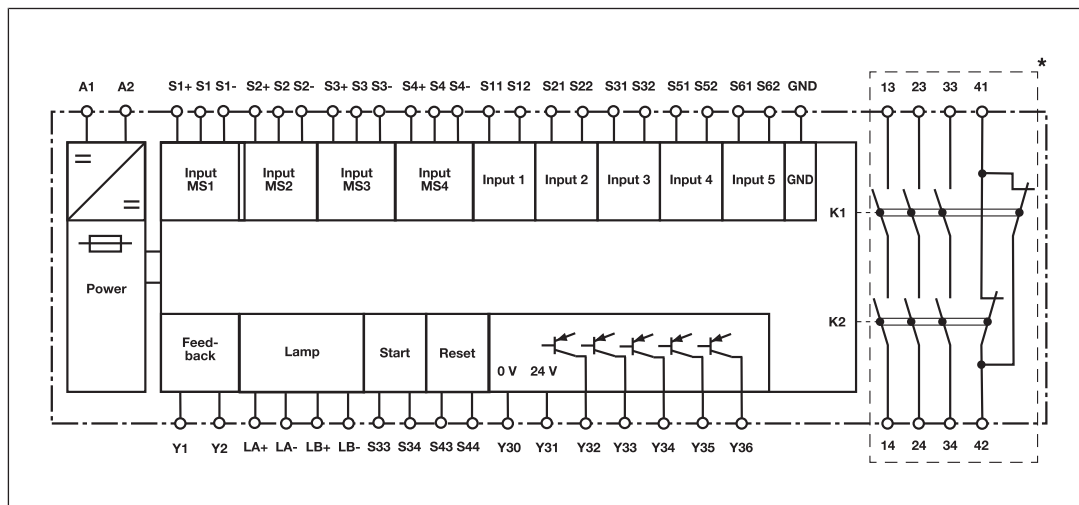 *
A1 A2 S1+ S1 S1- S2+ S2 S2- S3+ S3 S3- S4+ S4 S4- S11 S12 S21 S22 S31 S32 S51 S52 S61 S62 GND 13 23 33 41
Input MS1
Input MS2
Input MS3
Input MS4
Input 1
Input 2
Input 3
Input 4
Input 5
GND
K1
Power
K2
Feed-
back
Lamp
Start
Reset
0 V 24 V
Y1 Y2 LA+ LA- LB+ LB- S33 S34 S43 S44 Y30 Y31 Y32 Y33 Y34 Y35 Y36 14 24 34 42